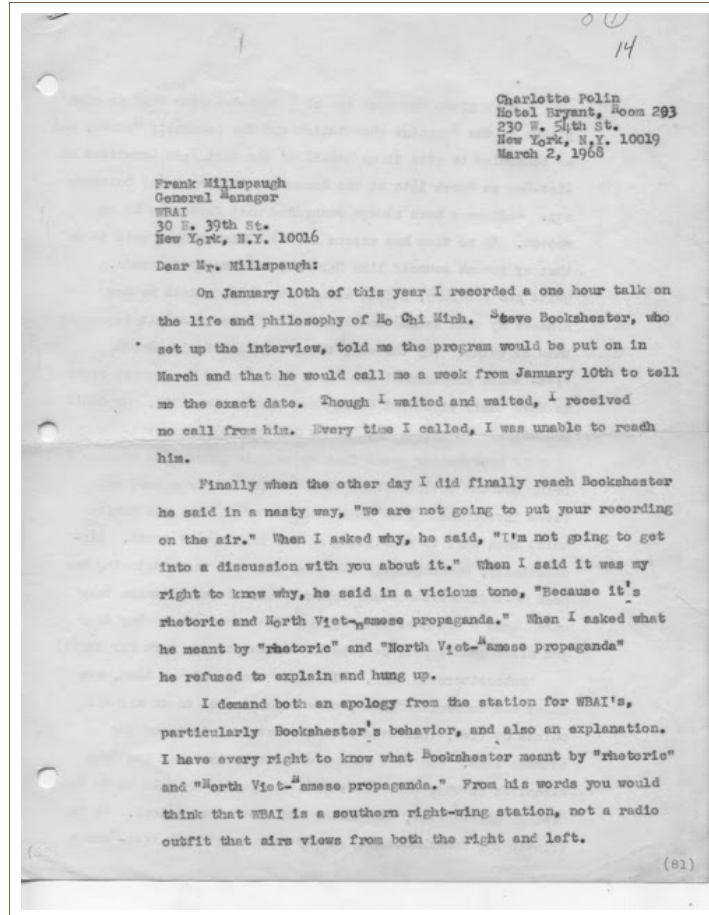 14
Charlotte Polin
Hotel Bryant, Room 293
230 W. 54th St.
New York, N.Y. 10019
March 2, 1968
Frank Millspaugh
General Manager
WBAI
30 E. 39th St.
New York, N.Y. 10016
Dear Mr. Millspaugh:
On January 10th of this year I recorded a one hour talk on
the life and philosophy of Ho Chi Minh. Steve Bookshester, who
set up the interview, told me the program would be put on in
March and that he would call me a week from January 10th to tell
me the exact date. Though I waited and waited, I received
no call from him. Every time I called, I was unable to reach
him.
Finally when the other day I did finally reach Bookshester
he said in a nasty way, "We are not going to put your recording
on the air." When I asked why, he said, "I'm not going to get
into a discussion with you about it." When I said it was my
right to know why, he said in a vicious tone, "Because it's
rhetoric and North Viet-namese propaganda." When I asked what
he meant by "rhetoric" and "North Viet-Namese propaganda"
he refused to explain and hung up.
I demand both an apology from the station for WBAI's,
particularly Bookshester's behavior, and also an explanation.
I have every right to know what Bookshester meant by "rhetoric"
and "North Viet-Namese propaganda." From his words you would
think that WBAI is a southern right-wing station, not a radio
outfit that airs views from both the right and left.
(81)